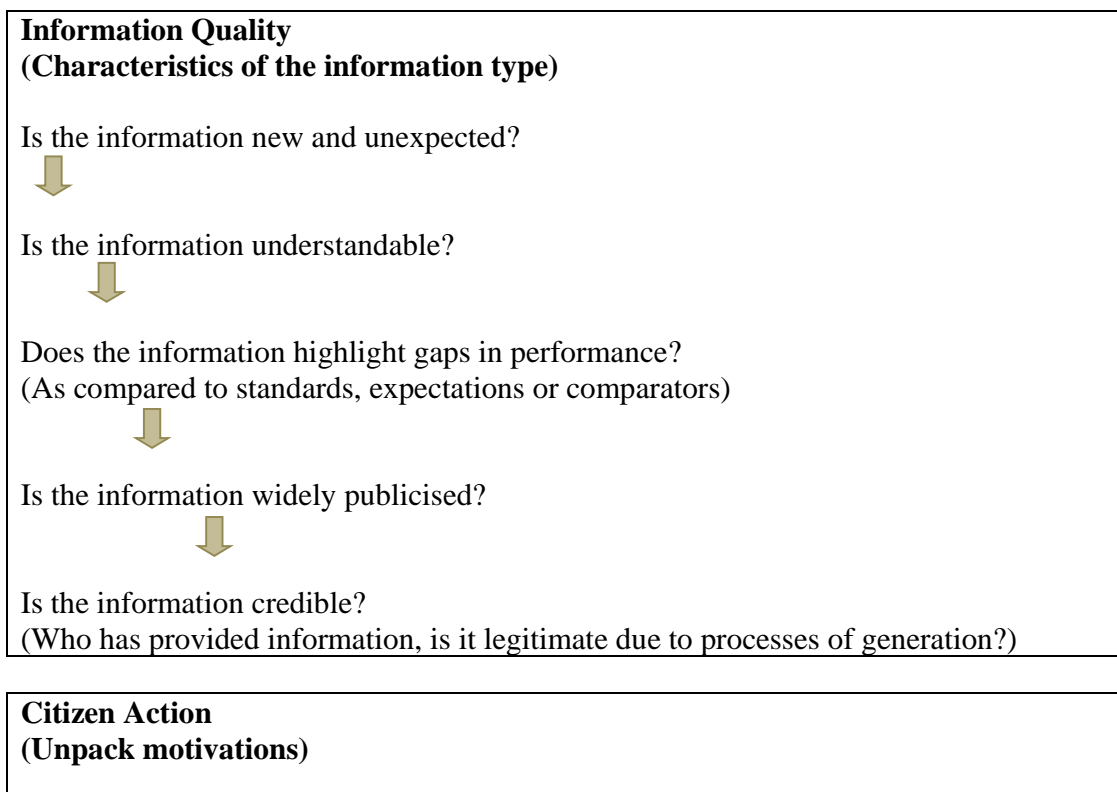 Information Quality
(Characteristics of the information type)
Is the information new and unexpected?
Is the information understandable?
Does the information highlight gaps in performance?
(As compared to standards, expectations or comparators)
Is the information widely publicised?
Is the information credible?
(Who has provided information, is it legitimate due to processes of generation?)
Citizen Action
(Unpack motivations)